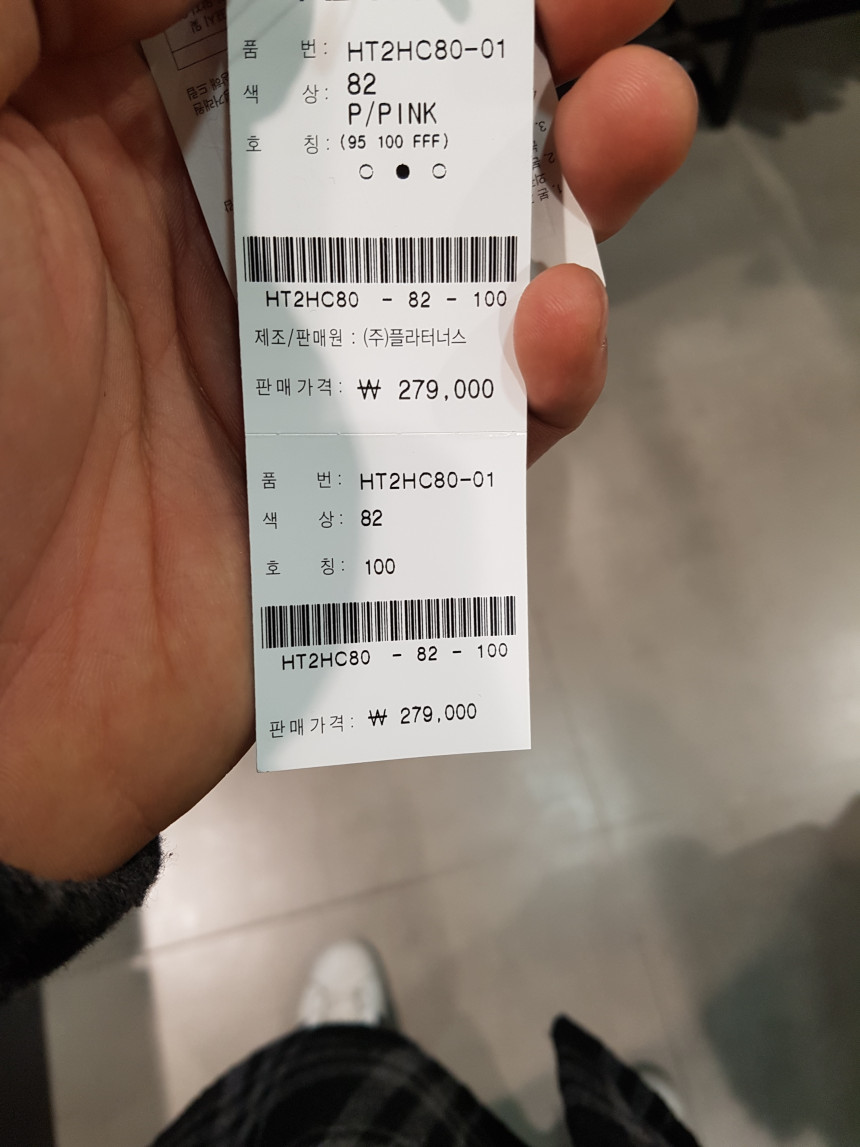 품 번: HT2HC80-01
색 상: 82
P/PINK
호 칭: (95 100 FFF)
HT2HC80 - 82 - 100
제조/판매원 : (주)플라터너스
판매가격: ₩ 279,000
품 번: HT2HC80-01
색 상: 82
호 칭: 100
HT2HC80 - 82 - 100
판매가격: ₩ 279,000